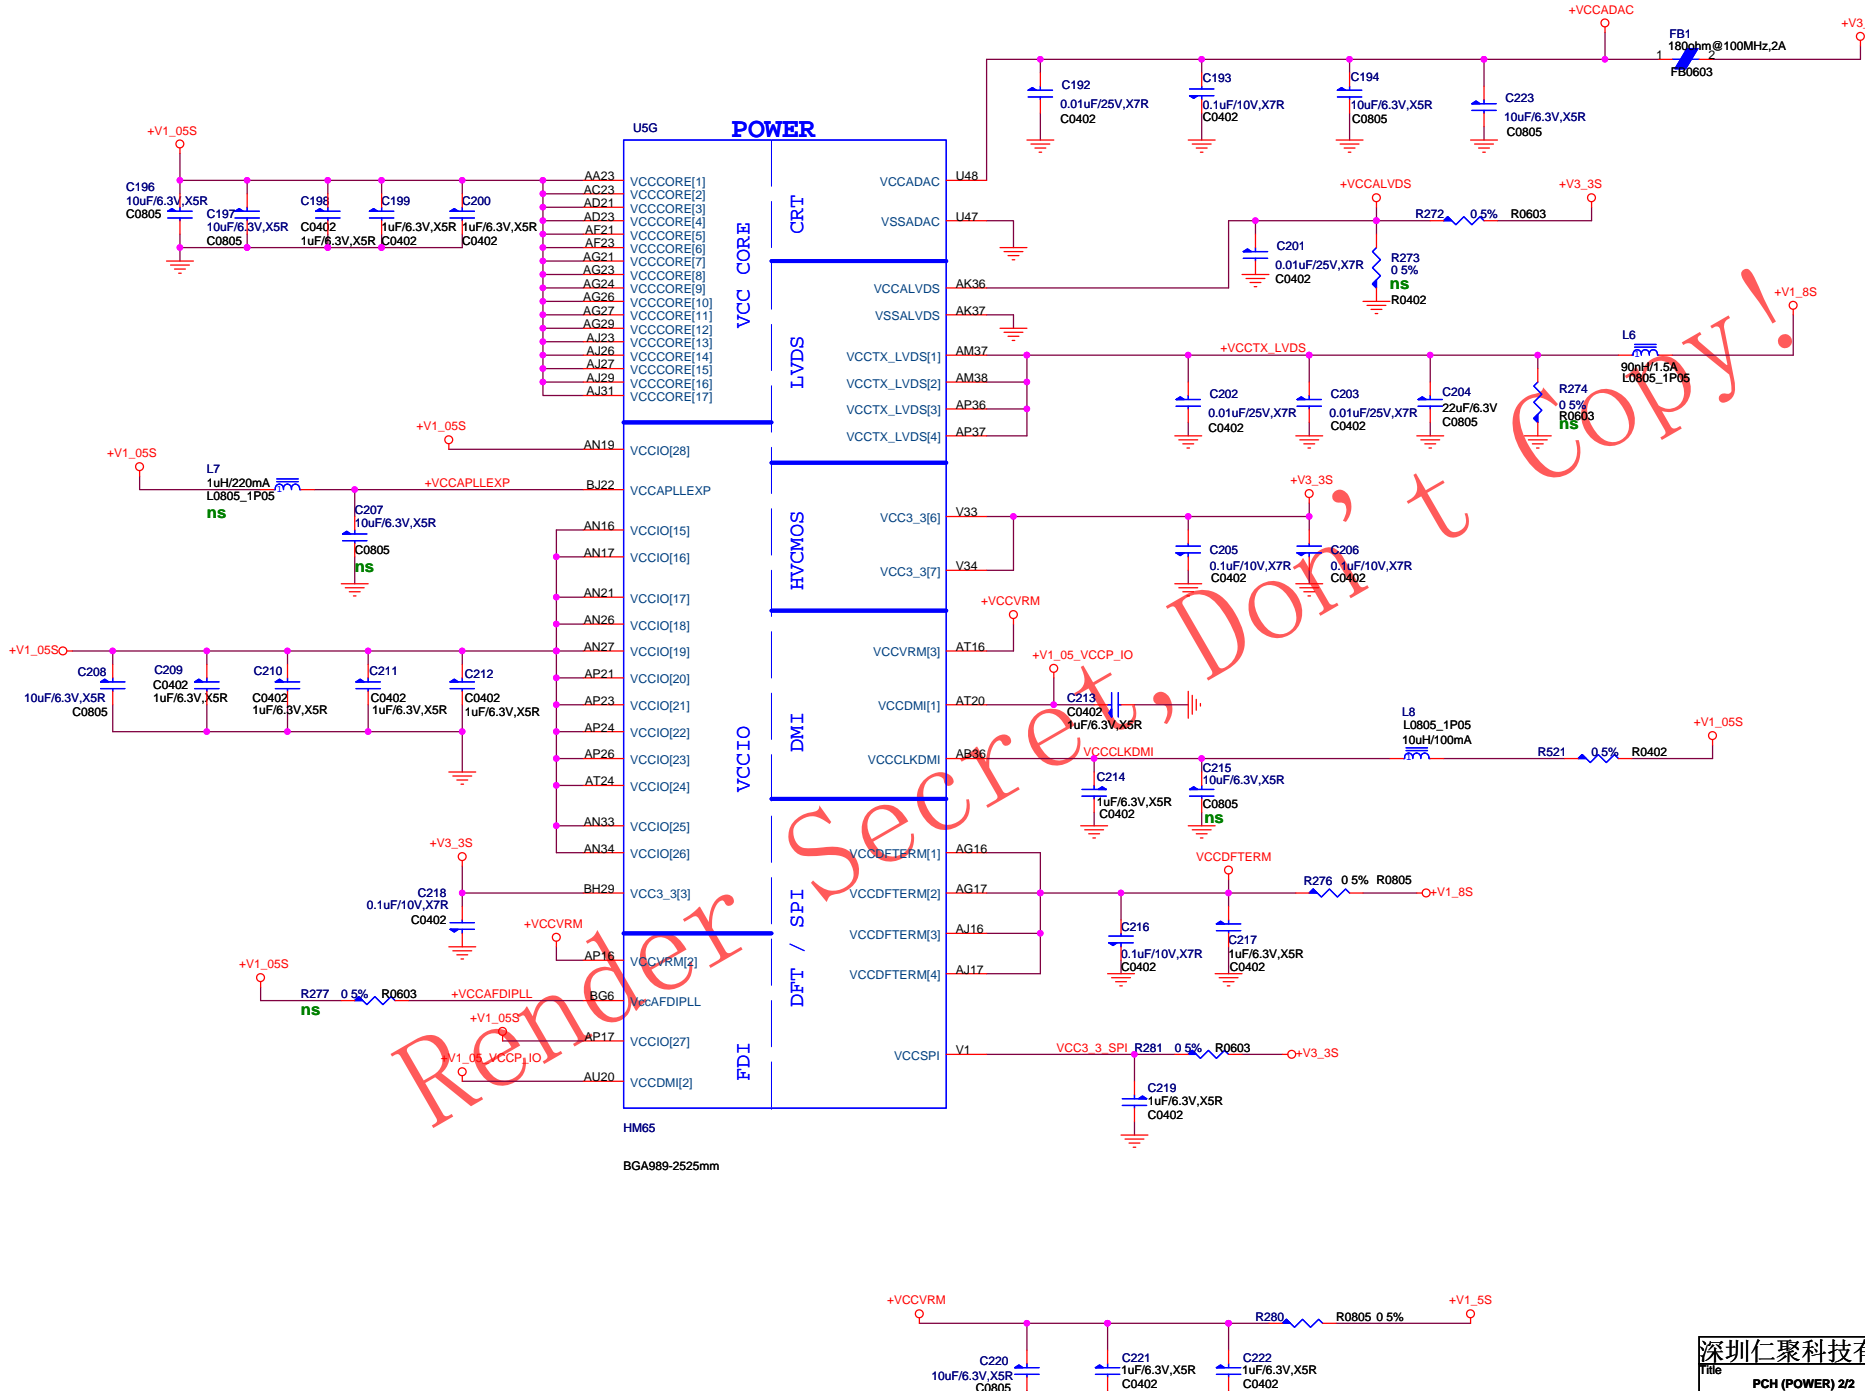 +VCCADAC
+V3_
FB1
180ohm@100MHz,2A
1
2
FB0603
C192
0.01uF/25V,X7R
C0402
C193
0.1uF/10V,X7R
C0402
C194
10uF/6.3V,X5R
C0805
C223
10uF/6.3V,X5R
C0805
U5G
POWER
+V1_05S
C196
10uF/6.3V,X5R
C0805
C197
10uF/6.3V,X5R
C0805
C198
C0402
1uF/6.3V,X5R
C199
1uF/6.3V,X5R
C0402
C200
1uF/6.3V,X5R
C0402
AA23 VCCCORE[1]
AC23 VCCCORE[2]
AD21 VCCCORE[3]
AD23 VCCCORE[4]
AF21 VCCCORE[5]
AF23 VCCCORE[6]
AG21 VCCCORE[7]
AG23 VCCCORE[8]
AG24 VCCCORE[9]
AG26 VCCCORE[10]
AG27 VCCCORE[11]
AG29 VCCCORE[12]
AJ23 VCCCORE[13]
AJ26 VCCCORE[14]
AJ27 VCCCORE[15]
AJ29 VCCCORE[16]
AJ31 VCCCORE[17]
VCC CORE
CRT
VCCADAC U48
VSSADAC U47
+VCCALVDS
+V3_3S
R272 0 5% R0603
C201
0.01uF/25V,X7R
C0402
R273
0 5%
ns
R0402
LVDS
VCCALVDS AK36
VSSALVDS AK37
VCCTX_LVDS[1] AM37
VCCTX_LVDS[2] AM38
VCCTX_LVDS[3] AP36
VCCTX_LVDS[4] AP37
+VCCTX_LVDS
+V1_8S
L6
90nH/1.5A
L0805_1P05
C202
0.01uF/25V,X7R
C0402
C203
0.01uF/25V,X7R
C0402
C204
22uF/6.3V
C0805
R274
0 5%
R0603
ns
+V1_05S
AN19 VCCIO[28]
+V1_05S
L7
1uH/220mA
L0805_1P05
ns
+VCCAPLLEXP
BJ22 VCCAPLLEXP
C207
10uF/6.3V,X5R
C0805
ns
HVCMOS
VCC3_3[6] V33
VCC3_3[7] V34
+V3_3S
C205
0.1uF/10V,X7R
C0402
C206
0.1uF/10V,X7R
C0402
AN16 VCCIO[15]
AN17 VCCIO[16]
AN21 VCCIO[17]
AN26 VCCIO[18]
AN27 VCCIO[19]
AP21 VCCIO[20]
AP23 VCCIO[21]
AP24 VCCIO[22]
AP26 VCCIO[23]
AT24 VCCIO[24]
AN33 VCCIO[25]
AN34 VCCIO[26]
VCCIO
+V1_05S
C208
10uF/6.3V,X5R
C0805
C209
C0402
1uF/6.3V,X5R
C210
C0402
1uF/6.3V,X5R
C211
C0402
1uF/6.3V,X5R
C212
C0402
1uF/6.3V,X5R
DMI
+VCCVRM
VCCVRM[3] AT16
+V1_05_VCCP_IO
VCCDMI[1] AT20
C213
C0402
1uF/6.3V,X5R
VCCCLKDMI AB36
VCCCLKDMI
C214
1uF/6.3V,X5R
C0402
C215
10uF/6.3V,X5R
C0805
ns
L8
L0805_1P05
10uH/100mA
R521 0 5% R0402
+V1_05S
+V3_3S
BH29 VCC3_3[3]
C218
0.1uF/10V,X7R
C0402
DFT / SPI
VCCDFTERM[1] AG16
VCCDFTERM[2] AG17
VCCDFTERM[3] AJ16
VCCDFTERM[4] AJ17
VCCDFTERM
R276 0 5% R0805
+V1_8S
C216
0.1uF/10V,X7R
C0402
C217
1uF/6.3V,X5R
C0402
+VCCVRM
AP16 VCCVRM[2]
+V1_05S
R277 0 5% R0603
ns
+VCCAFDIPLL
BG6 VccAFDIPLL
+V1_05S
AP17 VCCIO[27]
+V1_05_VCCP_IO
AU20 VCCDMI[2]
FDI
VCCSPI V1
VCC3_3_SPI
R281 0 5% R0603
+V3_3S
C219
1uF/6.3V,X5R
C0402
HM65
BGA989-2525mm
Render Secret,Don't Copy!
+VCCVRM
C220
10uF/6.3V,X5R
C0805
C221
1uF/6.3V,X5R
C0402
C222
1uF/6.3V,X5R
C0402
R280 R0805 0 5%
+V1_5S
深圳仁聚科技有
Title
PCH (POWER) 2/2